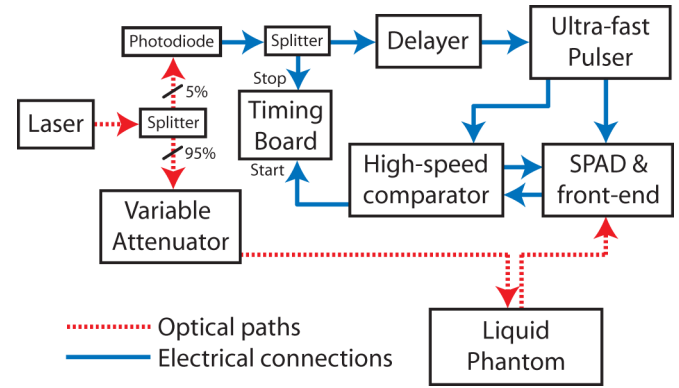 Photodiode
Splitter
Delayer
Ultra-fast
Pulser
5%
Stop
Laser
Splitter
Timing
Board
95%
Start
High-speed
comparator
SPAD &
front-end
Variable
Attenuator
Liquid
Phantom
Optical paths
Electrical connections